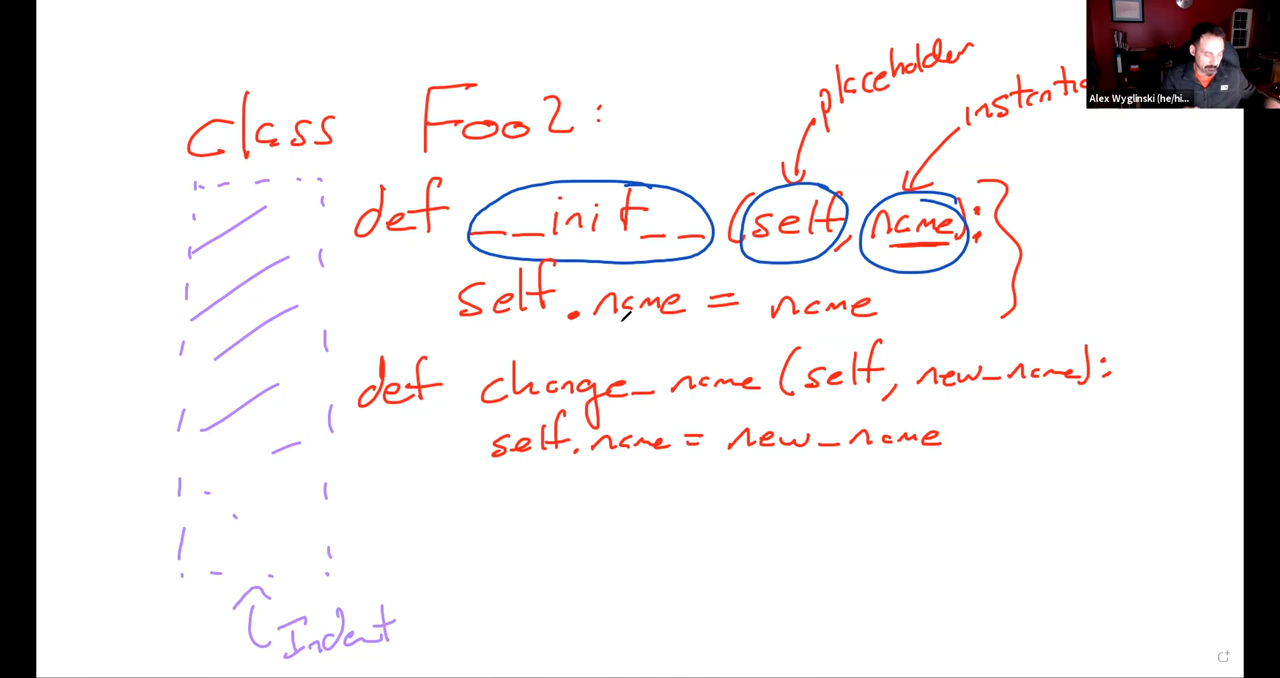 placeholder
class Foo2:
def __init__ (self, name):
self.name = name
def change_name (self, new_name):
self.name = new_name
Indent
Alex Wyglinski (he/hi...